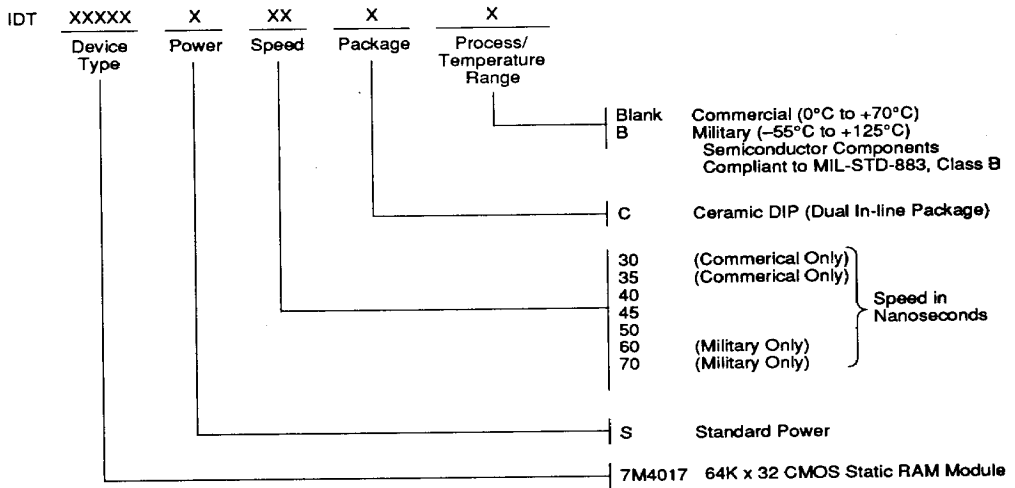 IDT XXXXX X XX X X
Device Type
Power
Speed
Package
Process/ Temperature Range
Blank Commercial (0°C to +70°C)
B Military (–55°C to +125°C)
Semiconductor Components
Compliant to MIL-STD-883, Class B
C Ceramic DIP (Dual In-line Package)
30 (Commerical Only)
35 (Commerical Only)
40
45
50
60 (Military Only)
70 (Military Only)
Speed in
Nanoseconds
S Standard Power
7M4017 64K x 32 CMOS Static RAM Module